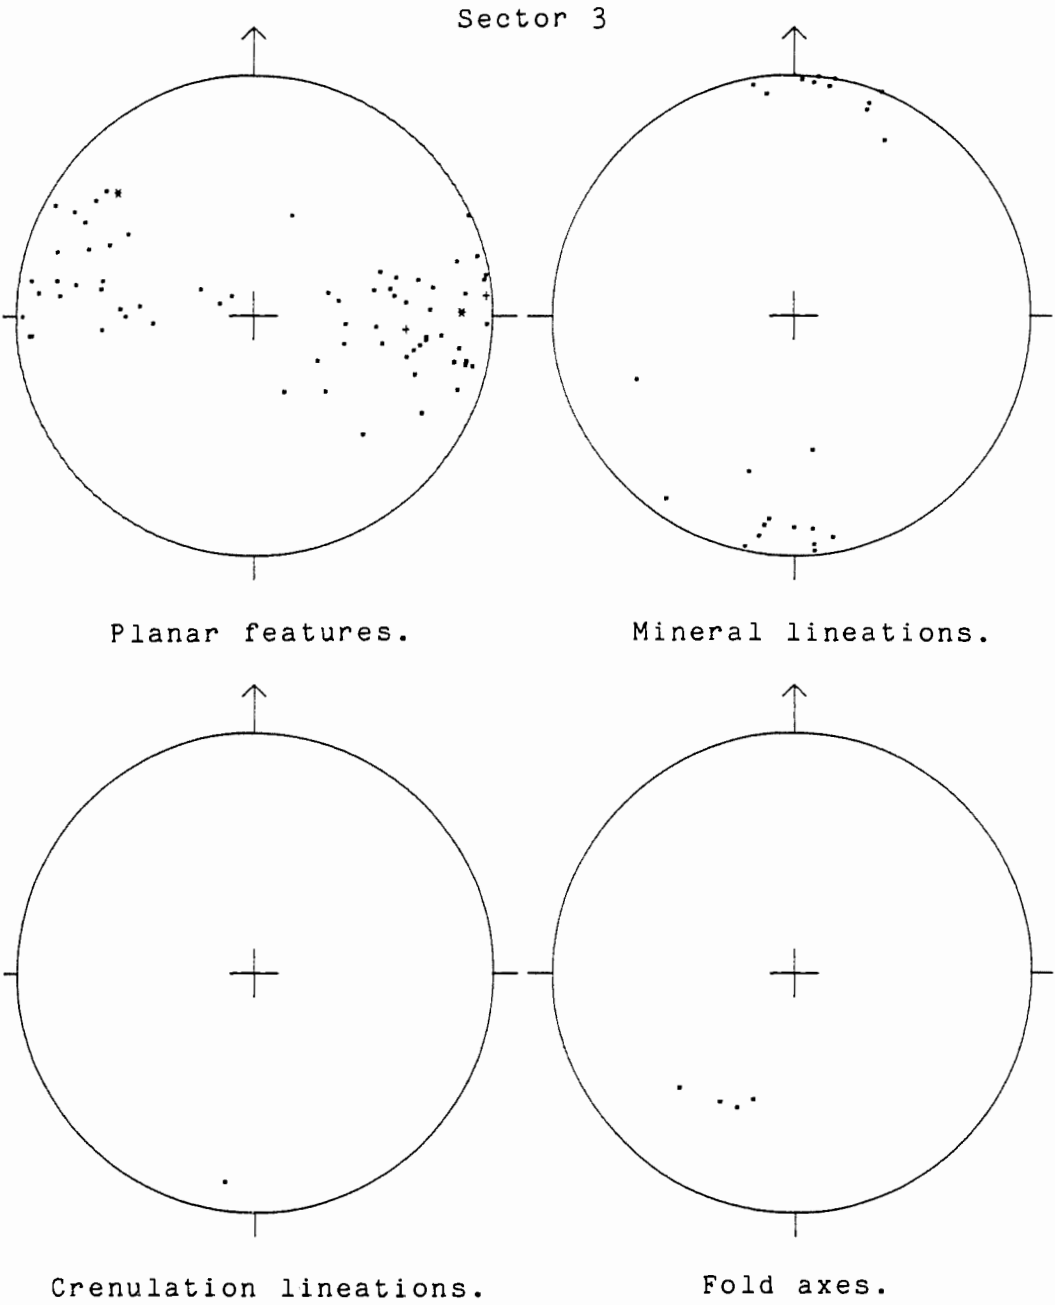 Sector 3
Planar features.
Mineral lineations.
Crenulation lineations.
Fold axes.